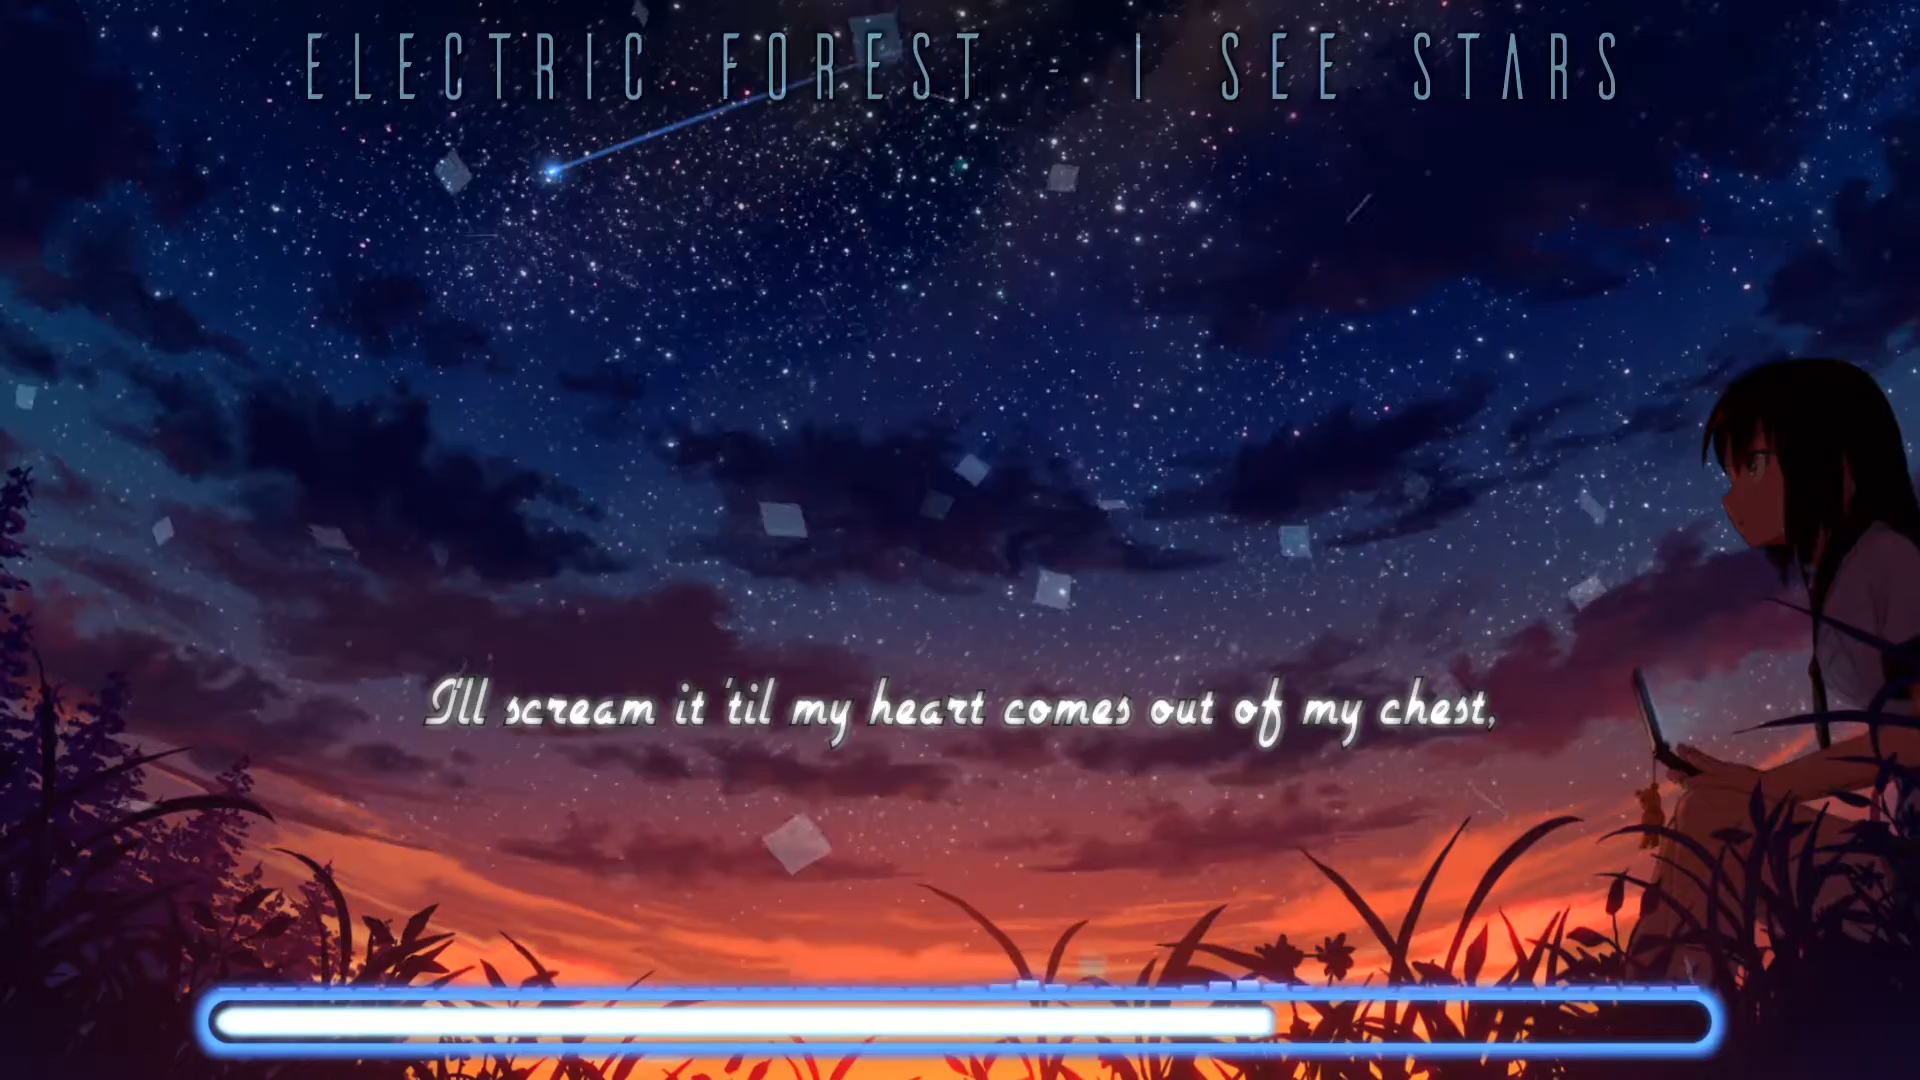 ELECTRIC FOREST - I SEE STARS
I'll scream it 'til my heart comes out of my chest,